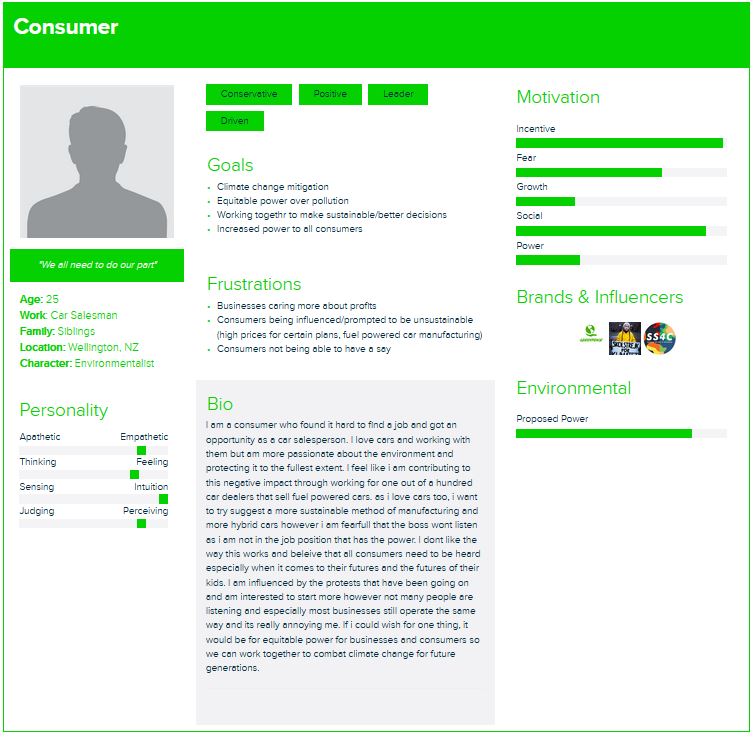 Consumer
Conservative
Positive
Leader
Driven
"We all need to do our part"
Age: 25
Work: Car Salesman
Family: Siblings
Location: Wellington, NZ
Character: Environmentalist
Personality
Apathetic Empathetic
Thinking Feeling
Sensing Intuition
Judging Perceiving
Goals
Climate change mitigation
Equitable power over pollution
Working togethr to make sustainable/better decisions
Increased power to all consumers
Frustrations
Businesses caring more about profits
Consumers being influenced/prompted to be unsustainable
(high prices for certain plans, fuel powered car manufacturing)
Consumers not being able to have a say
Bio
I am a consumer who found it hard to find a job and got an
opportunity as a car salesperson. I love cars and working with
them but am more passionate about the environment and
protecting it to the fullest extent. I feel like i am contributing to
this negative impact through working for one out of a hundred
car dealers that sell fuel powered cars. as i love cars too, i want
to try suggest a more sustainable method of manufacturing and
more hybrid cars however i am fearfull that the boss wont listen
as i am not in the job position that has the power. I dont like the
way this works and beleive that all consumers need to be heard
especially when it comes to their futures and the futures of their
kids. I am influenced by the protests that have been going on
and am interested to start more however not many people are
listening and especially most businesses still operate the same
way and its really annoying me. If i could wish for one thing, it
would be for equitable power for businesses and consumers so
we can work together to combat climate change for future
generations.
Motivation
Incentive
Fear
Growth
Social
Power
Brands & Influencers
SS4C
Environmental
Proposed Power